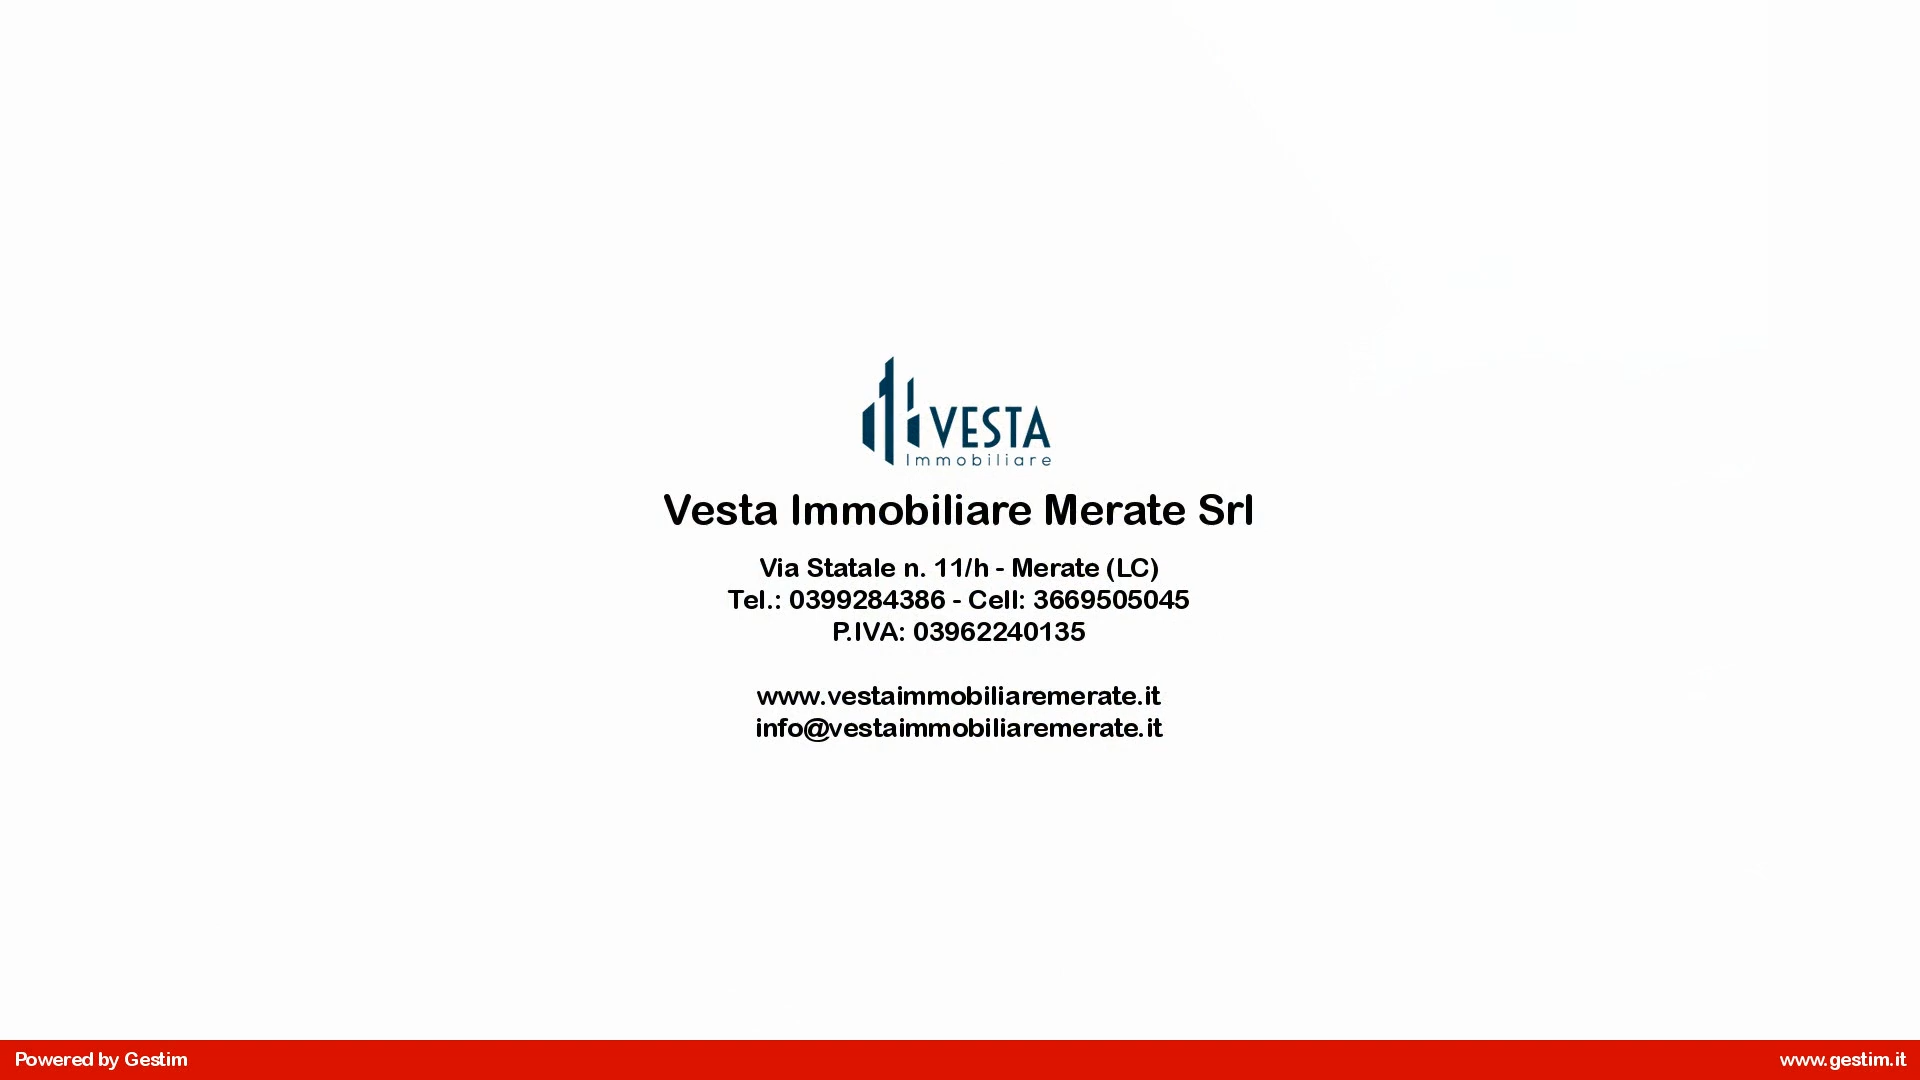 VESTA
Immobiliare
Vesta Immobiliare Merate Srl
Via Statale n. 11/h - Merate (LC)
Tel.: 0399284386 - Cell: 3669505045
P.IVA: 03962240135
www.vestaimmobiliaremerate.it
info@vestaimmobiliaremerate.it
Powered by Gestim
www.gestim.it